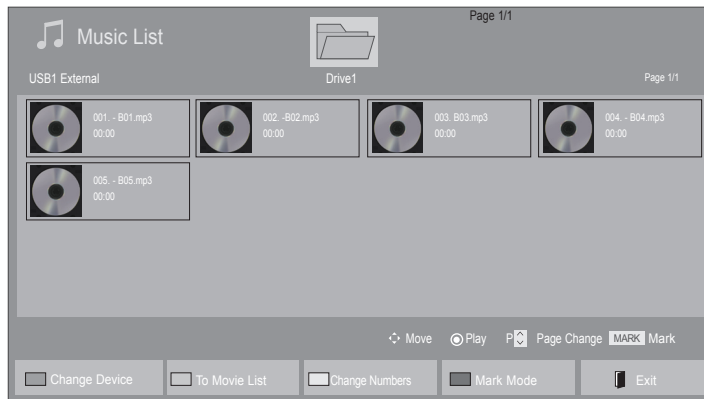 Page 1/1
Music List
USB1 External Drive1 Page 1/1
001. - B01.mp3 002. -B02.mp3 003. B03.mp3 004. - B04.mp3
00:00 00:00 00:00 00:00
005. - B05.mp3
00:00
Move Play P Page Change MARK Mark
Change Device To Movie List Change Numbers Mark Mode Exit